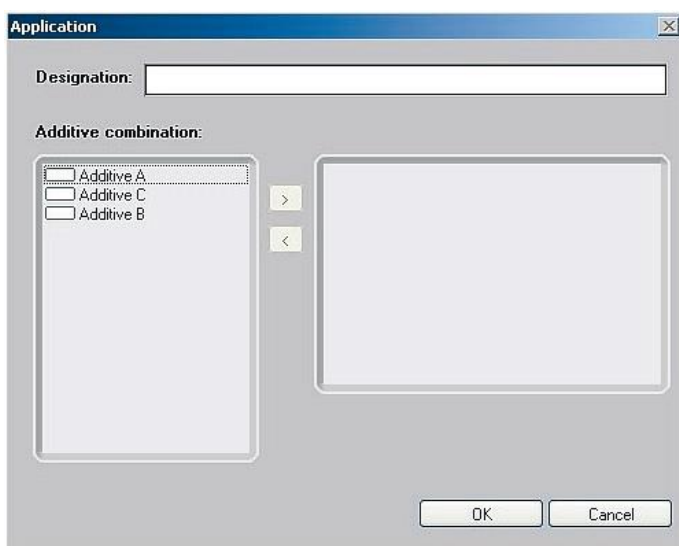 Application
Designation:
Additive combination:
Additive A
Additive C
Additive B
>
<
OK
Cancel